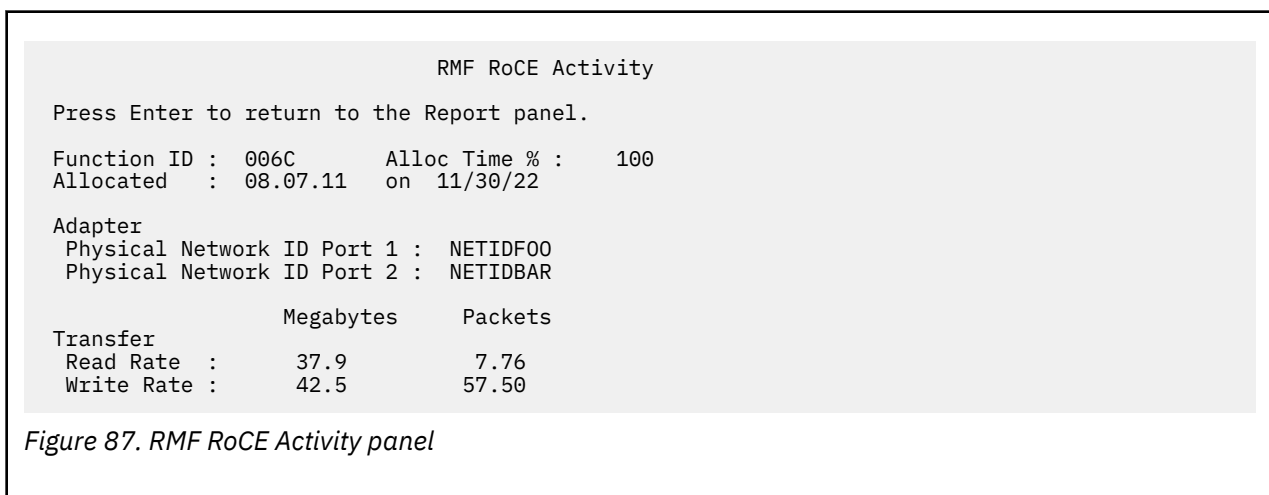 RMF RoCE Activity
Press Enter to return to the Report panel.
Function ID : 006C Alloc Time % : 100
Allocated : 08.07.11 on 11/30/22
Adapter
Physical Network ID Port 1 : NETIDFOO
Physical Network ID Port 2 : NETIDBAR
Megabytes Packets
Transfer
Read Rate : 37.9 7.76
Write Rate : 42.5 57.50
Figure 87. RMF RoCE Activity panel